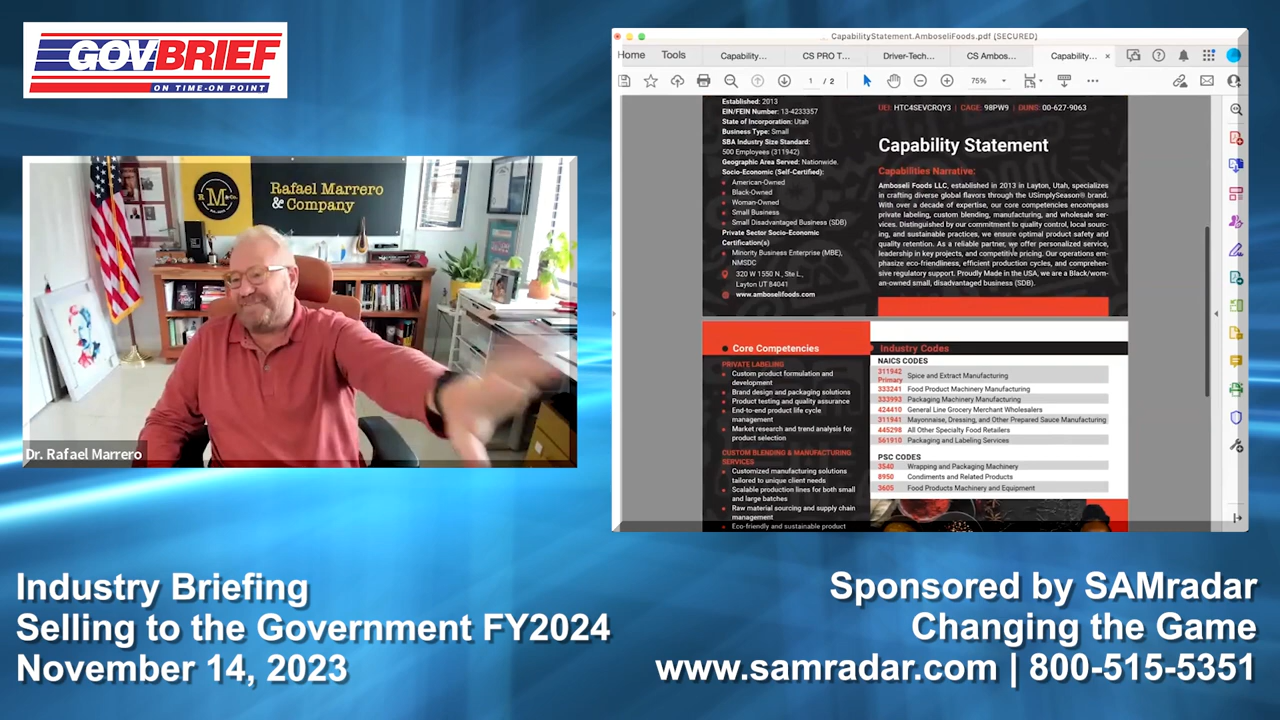 GOVBRIEF
ON TIME-ON POINT
R M Co
Rafael Marrero
& Company
Dr. Rafael Marrero
CapabilityStatement.AmboseliFoods.pdf [SECURED]
Home Tools Capability... CS PRO T... Driver-Tech... CS Ambos... Capability... ×
1 / 2 75%
Established: 2013
EIN/FEIN Number: 13-4233357
State of Incorporation: Utah
Business Type: Small
SBA Industry Size Standard:
500 Employees (311942)
Geographic Area Served: Nationwide.
Socio-Economic (Self-Certified):
American-Owned
Black-Owned
Woman-Owned
Small Business
Small Disadvantaged Business (SDB)
Private Sector Socio-Economic
Certification(s)
Minority Business Enterprise (MBE),
NMSDC
320 W 1550 N , Ste L.,
Layton UT 84041
www.amboselifoods.com
UEI: HTC4SEVCRQY3 | CAGE: 98PW9 | DUNS: 00-627-9063
Capability Statement
Capabilities Narrative:
Amboseli Foods LLC, established in 2013 in Layton, Utah, specializes
in crafting diverse global flavors through the USimplySeason® brand.
With over a decade of expertise, our core competencies encompass
private labeling, custom blending, manufacturing, and wholesale ser-
vices. Distinguished by our commitment to quality control, local sourc-
ing, and sustainable practices, we ensure optimal product safety and
quality retention. As a reliable partner, we offer personalized service,
leadership in key projects, and competitive pricing. Our operations em-
phasize eco-friendliness, efficient production cycles, and comprehen-
sive regulatory support. Proudly Made in the USA, we are a Black/wom-
an-owned small, disadvantaged business (SDB).
Core Competencies
PRIVATE LABELING
Custom product formulation and
development
Brand design and packaging solutions
Product testing and quality assurance
End-to-end product life cycle
management
Market research and trend analysis for
product selection
CUSTOM BLENDING & MANUFACTURING
SERVICES
Customized manufacturing solutions
tailored to unique client needs
Scalable production lines for both small
and large batches
Raw material sourcing and supply chain
management
Eco-friendly and sustainable product
Industry Codes
NAICS CODES
311942 Primary Spice and Extract Manufacturing
333241 Food Product Machinery Manufacturing
333993 Packaging Machinery Manufacturing
424410 General Line Grocery Merchant Wholesalers
311941 Mayonnaise, Dressing, and Other Prepared Sauce Manufacturing
445298 All Other Specialty Food Retailers
561910 Packaging and Labeling Services
PSC CODES
3540 Wrapping and Packaging Machinery
8950 Condiments and Related Products
3605 Food Products Machinery and Equipment
Industry Briefing
Selling to the Government FY2024
November 14, 2023
Sponsored by SAMradar
Changing the Game
www.samradar.com | 800-515-5351